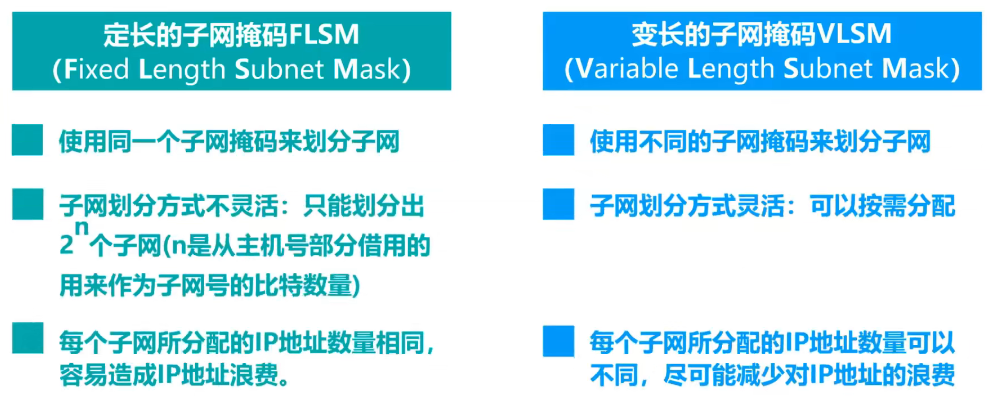 定长的子网掩码FLSM
(Fixed Length Subnet Mask)
使用同一个子网掩码来划分子网
子网划分方式不灵活：只能划分出
2^n个子网(n是从主机号部分借用的
用来作为子网号的比特数量)
每个子网所分配的IP地址数量相同，
容易造成IP地址浪费。
变长的子网掩码VLSM
(Variable Length Subnet Mask)
使用不同的子网掩码来划分子网
子网划分方式灵活：可以按需分配
每个子网所分配的IP地址数量可以
不同，尽可能减少对IP地址的浪费